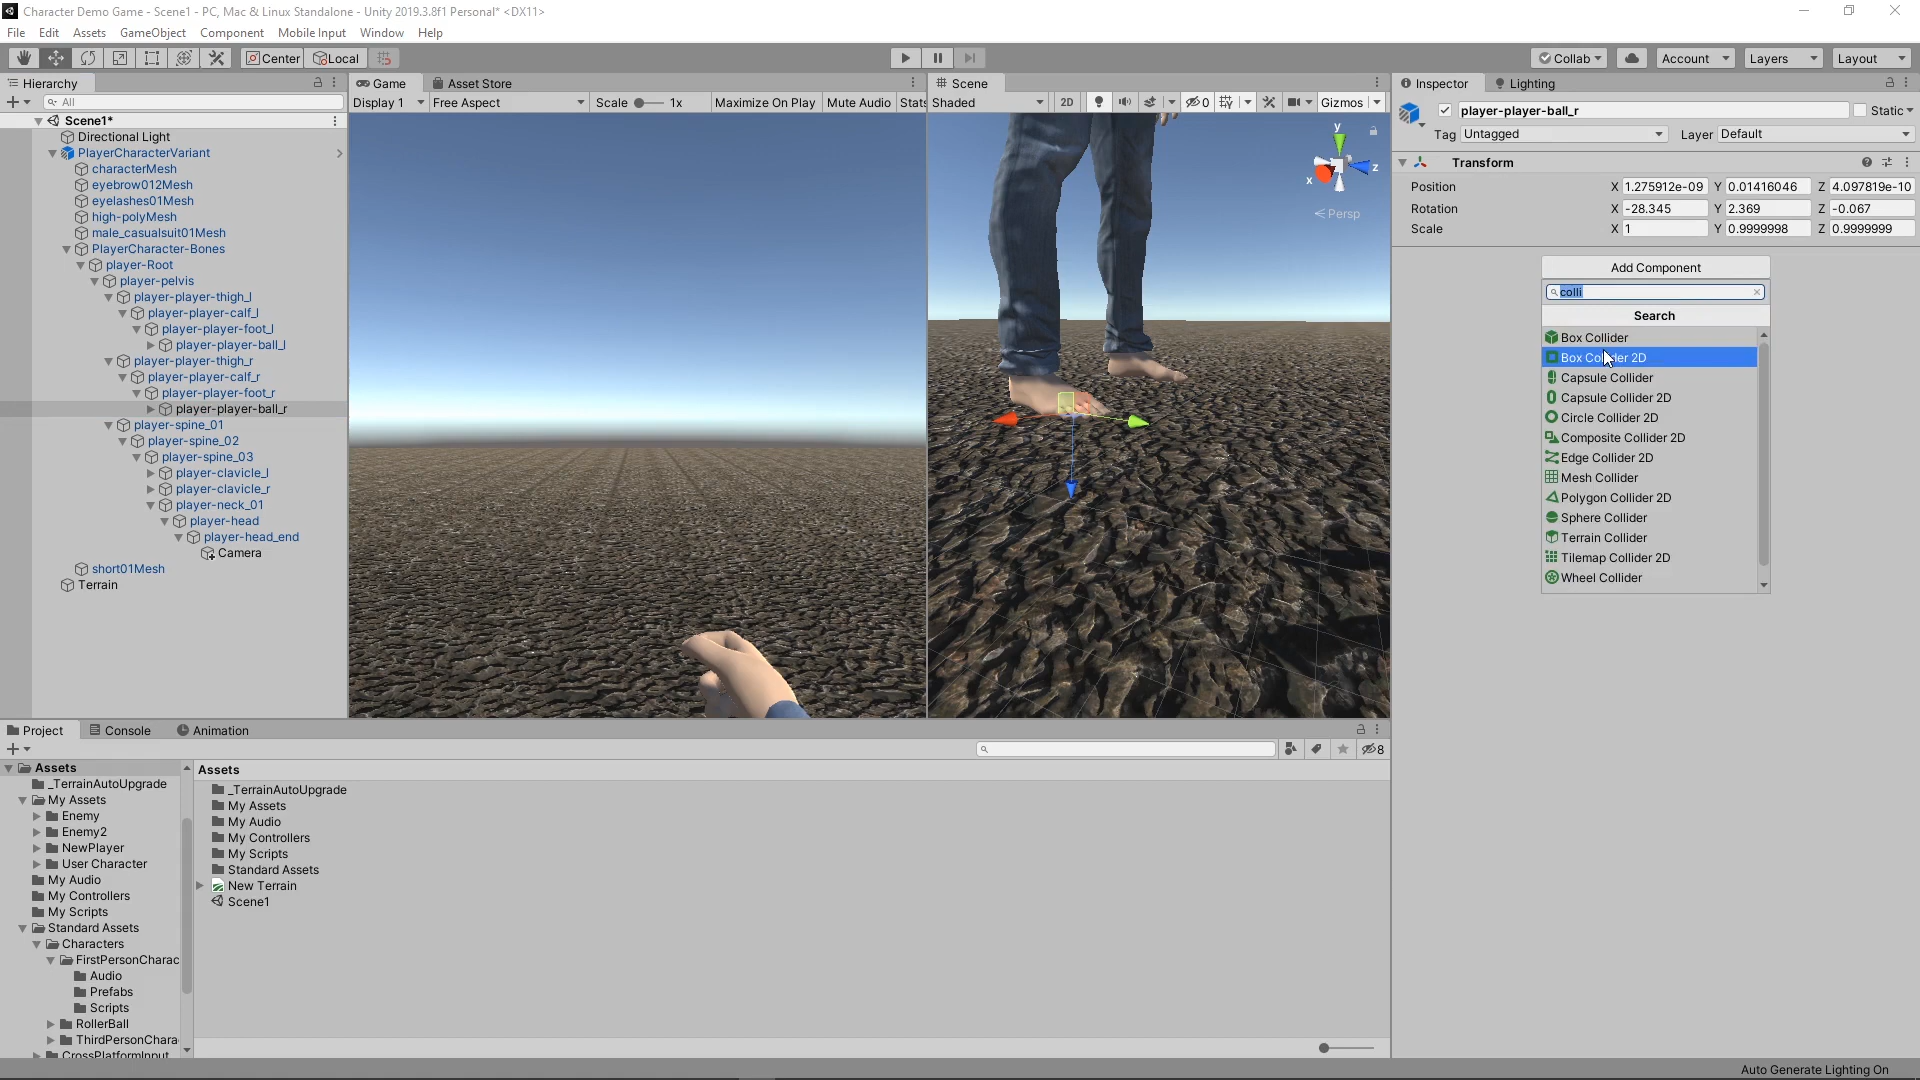 Character Demo Game - Scene1 - PC, Mac & Linux Standalone - Unity 2019.3.8f1 Personal* <DX11>
File Edit Assets GameObject Component Mobile Input Window Help
Center Local Collab Account Layers Layout
Hierarchy
All
Scene1*
Directional Light
PlayerCharacterVariant
characterMesh
eyebrow012Mesh
eyelashes01Mesh
high-polyMesh
male_casualsuit01Mesh
PlayerCharacter-Bones
player-Root
player-pelvis
player-player-thigh_l
player-player-calf_l
player-player-foot_l
player-player-ball_l
player-player-thigh_r
player-player-calf_r
player-player-foot_r
player-player-ball_r
player-spine_01
player-spine_02
player-spine_03
player-clavicle_l
player-clavicle_r
player-neck_01
player-head
player-head_end
Camera
short01Mesh
Terrain
Game Asset Store
Display 1 Free Aspect Scale 1x Maximize On Play Mute Audio Stats
Scene
Shaded 2D 0 Gizmos
y
z
x
Persp
Inspector Lighting
player-player-ball_r Static
Tag Untagged Layer Default
Transform
Position X 1.275912e-09 Y 0.01416046 Z 4.097819e-10
Rotation X -28.345 Y 2.369 Z -0.067
Scale X 1 Y 0.9999998 Z 0.9999999
Add Component
colli
Search
Box Collider
Box Collider 2D
Capsule Collider
Capsule Collider 2D
Circle Collider 2D
Composite Collider 2D
Edge Collider 2D
Mesh Collider
Polygon Collider 2D
Sphere Collider
Terrain Collider
Tilemap Collider 2D
Wheel Collider
Project Console Animation
8
Assets
_TerrainAutoUpgrade
My Assets
Enemy
Enemy2
NewPlayer
User Character
My Audio
My Controllers
My Scripts
Standard Assets
Characters
FirstPersonCharac
Audio
Prefabs
Scripts
RollerBall
ThirdPersonChara
CrossPlatformInput
Assets
_TerrainAutoUpgrade
My Assets
My Audio
My Controllers
My Scripts
Standard Assets
New Terrain
Scene1
Auto Generate Lighting On